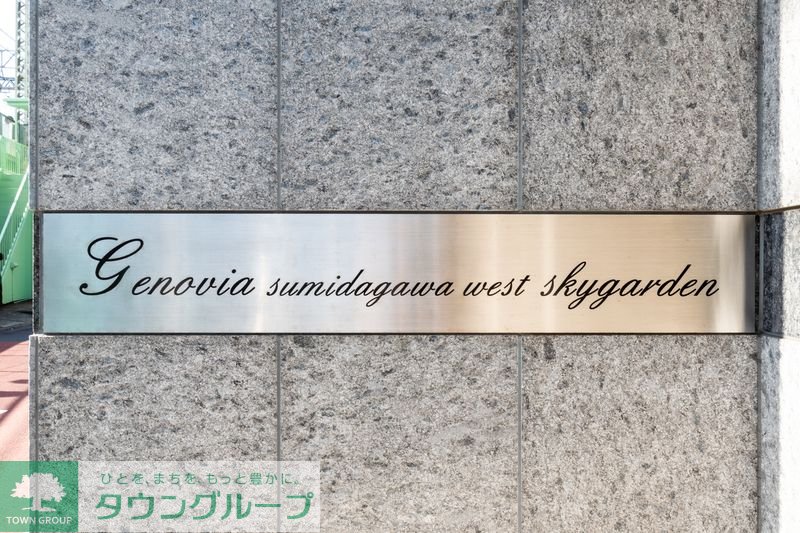 Genovia sumidagawa west skygarden
ひとを、まちを、もっと豊かに。
タウングループ
TOWN GROUP